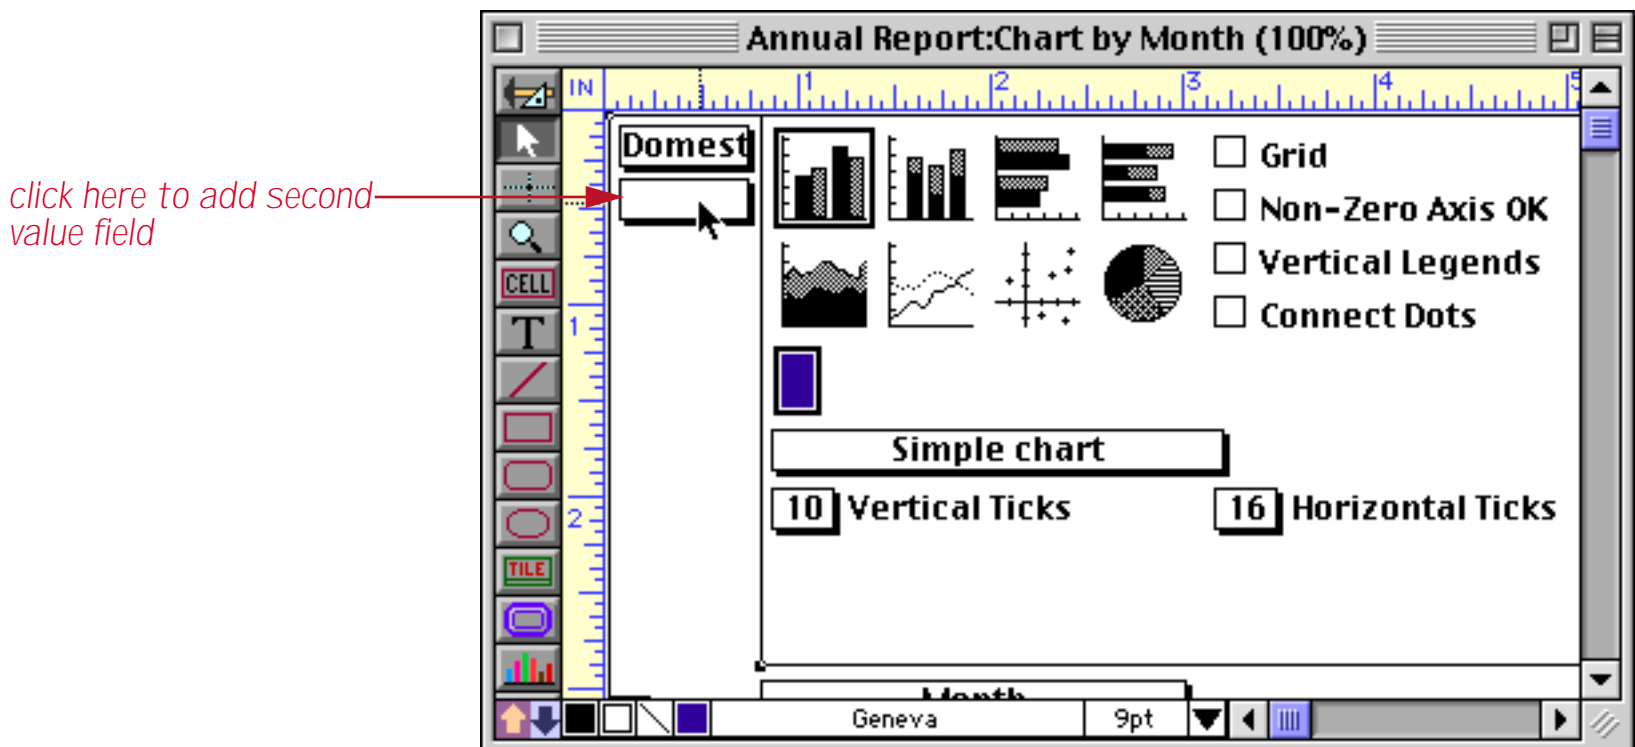 Annual Report:Chart by Month (100%)
IN
1
2
3
4
5
click here to add second
value field
Domest
Grid
Non-Zero Axis OK
Vertical Legends
Connect Dots
CELL
T
1
Simple chart
10 Vertical Ticks
16 Horizontal Ticks
2
TILE
Month
Geneva
9pt